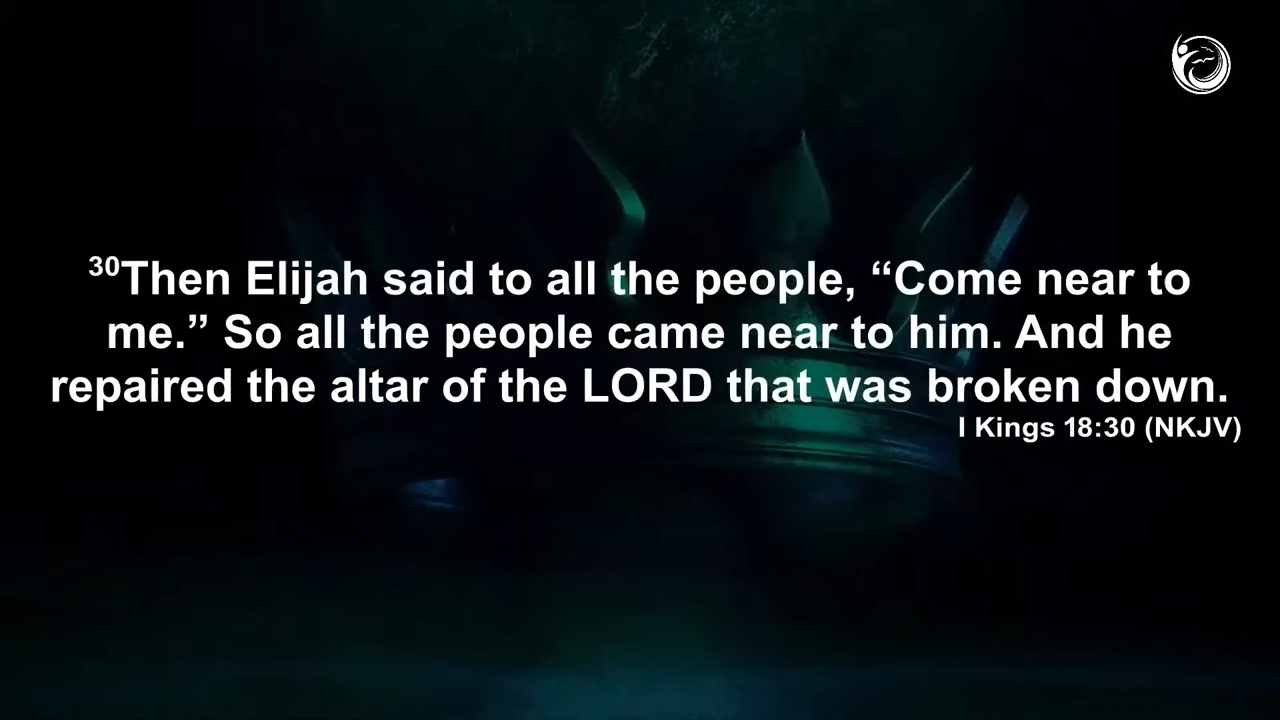 30Then Elijah said to all the people, “Come near to
me.” So all the people came near to him. And he
repaired the altar of the LORD that was broken down.
I Kings 18:30 (NKJV)